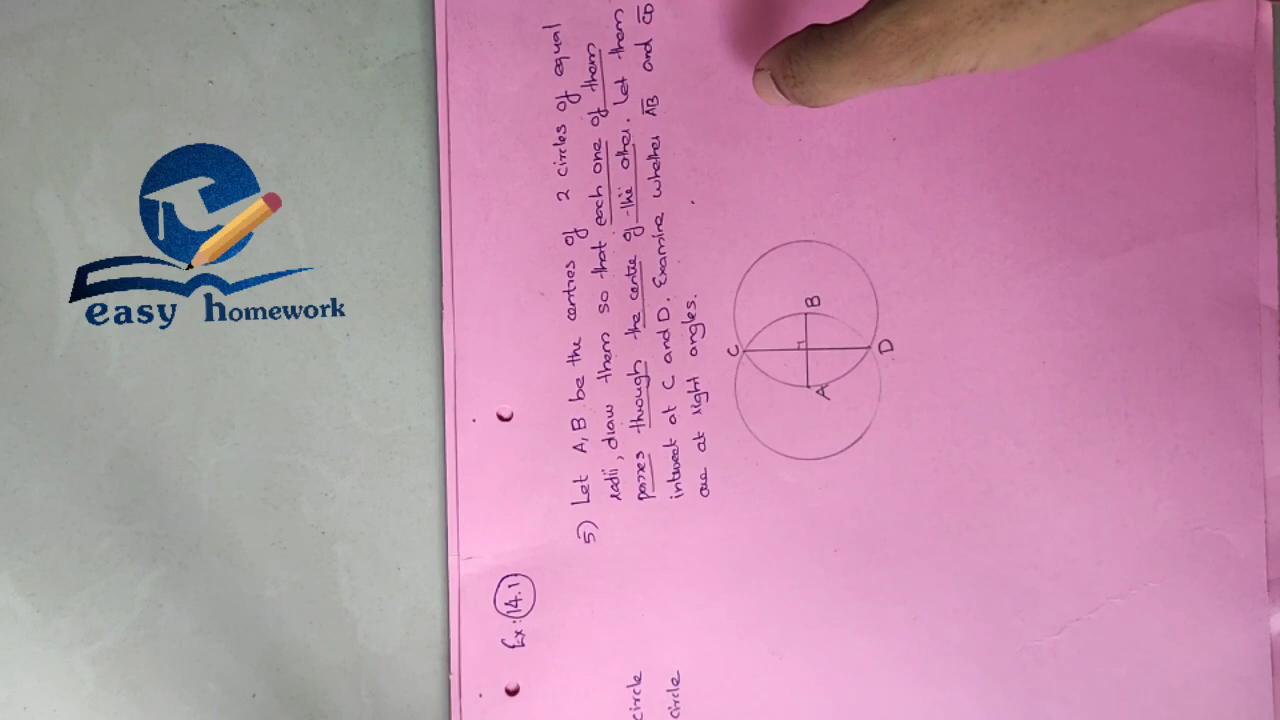 easy Homework
Ex: 14.1
5) Let A, B be the centres of 2 circles of equal
radii, draw them so that each one of them
passes through the centre of the other. Let them
intersect at C and D. Examine whether AB and CD
are at right angles.
C
A
B
D
circle
circle